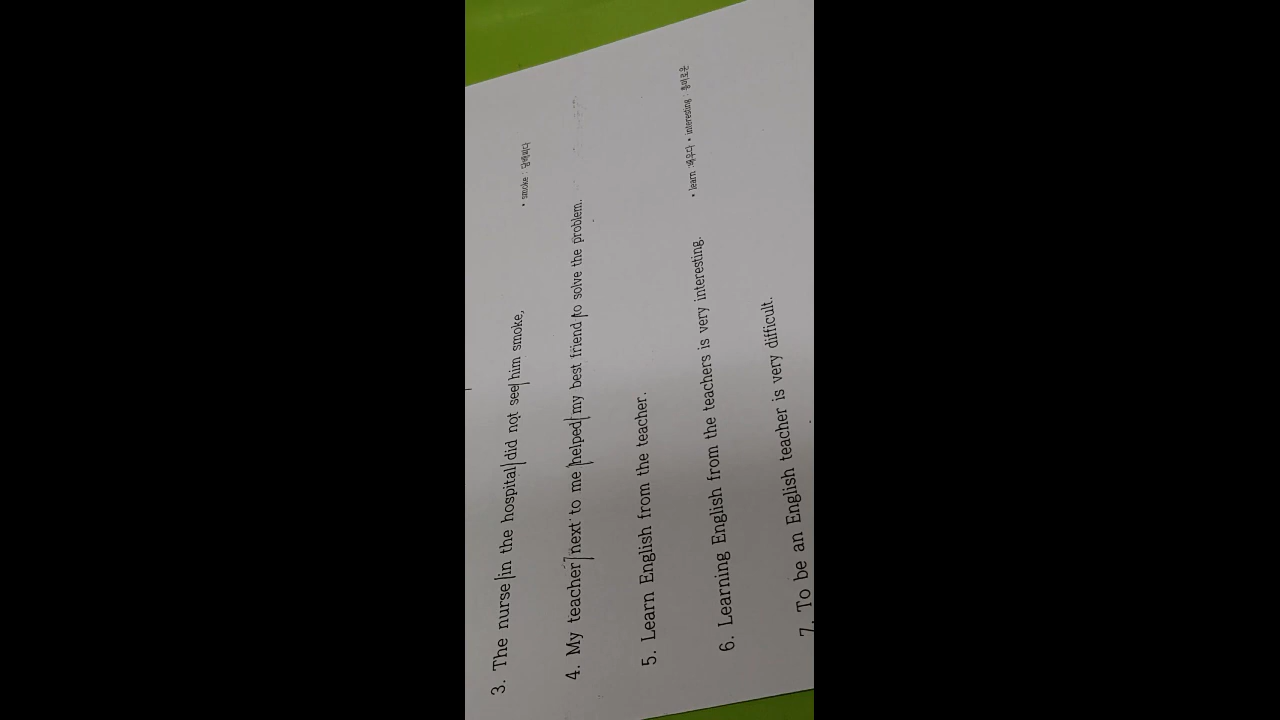 3. The nurse in the hospital did not see him smoke,
• smoke : 담배피다
4. My teacher next to me helped my best friend to solve the problem.
5. Learn English from the teacher.
• learn :배우다 • interesting : 흥미로운
6. Learning English from the teachers is very interesting.
7. To be an English teacher is very difficult.